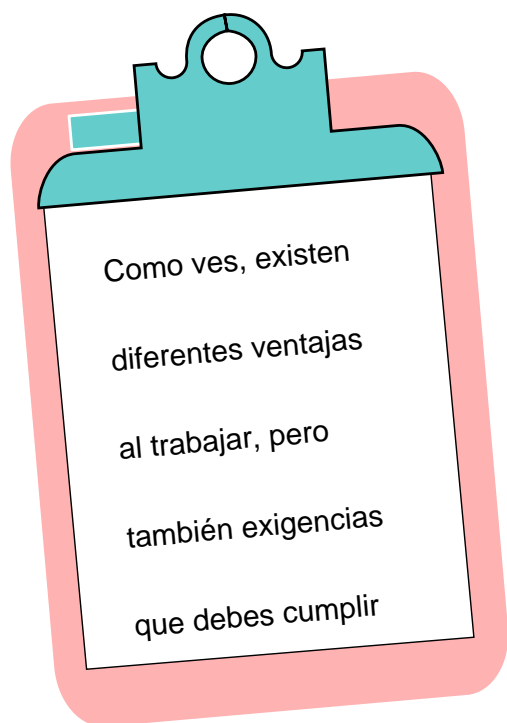 Como ves, existen
diferentes ventajas
al trabajar, pero
también exigencias
que debes cumplir